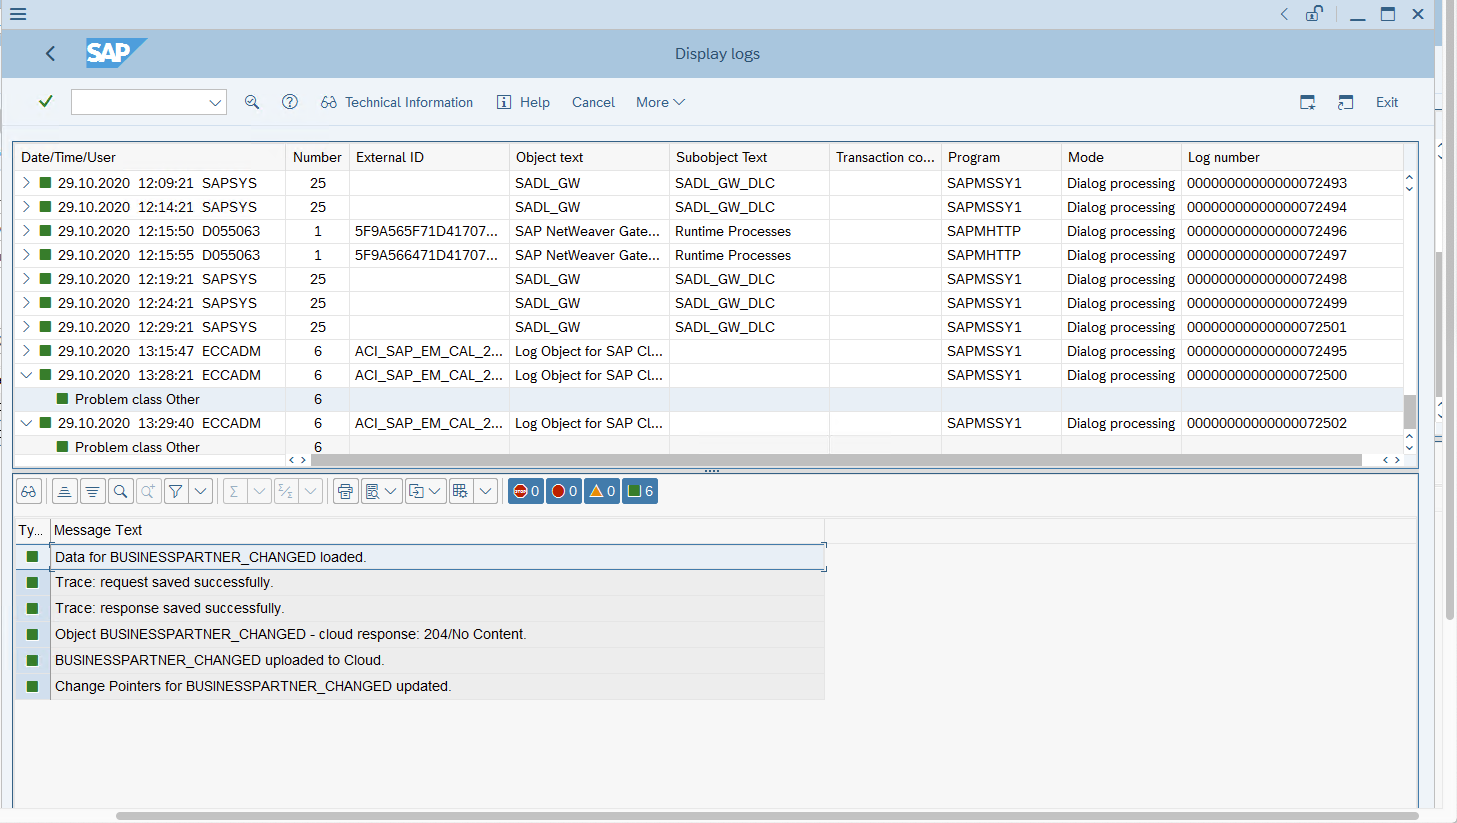 SAP
Display logs
Technical Information Help Cancel More Exit
Date/Time/User Number External ID Object text Subobject Text Transaction co... Program Mode Log number
29.10.2020 12:09:21 SAPSYS 25 SADL_GW SADL_GW_DLC SAPMSSY1 Dialog processing 00000000000000072493
29.10.2020 12:14:21 SAPSYS 25 SADL_GW SADL_GW_DLC SAPMSSY1 Dialog processing 00000000000000072494
29.10.2020 12:15:50 D055063 1 5F9A565F71D41707... SAP NetWeaver Gate... Runtime Processes SAPMHTTP Dialog processing 00000000000000072496
29.10.2020 12:15:55 D055063 1 5F9A566471D41707... SAP NetWeaver Gate... Runtime Processes SAPMHTTP Dialog processing 00000000000000072497
29.10.2020 12:19:21 SAPSYS 25 SADL_GW SADL_GW_DLC SAPMSSY1 Dialog processing 00000000000000072498
29.10.2020 12:24:21 SAPSYS 25 SADL_GW SADL_GW_DLC SAPMSSY1 Dialog processing 00000000000000072499
29.10.2020 12:29:21 SAPSYS 25 SADL_GW SADL_GW_DLC SAPMSSY1 Dialog processing 00000000000000072501
29.10.2020 13:15:47 ECCADM 6 ACI_SAP_EM_CAL_2... Log Object for SAP Cl... SAPMSSY1 Dialog processing 00000000000000072495
29.10.2020 13:28:21 ECCADM 6 ACI_SAP_EM_CAL_2... Log Object for SAP Cl... SAPMSSY1 Dialog processing 00000000000000072500
Problem class Other 6
29.10.2020 13:29:40 ECCADM 6 ACI_SAP_EM_CAL_2... Log Object for SAP Cl... SAPMSSY1 Dialog processing 00000000000000072502
Problem class Other 6
STOP 0 0 0 6
Ty... Message Text
Data for BUSINESSPARTNER_CHANGED loaded.
Trace: request saved successfully.
Trace: response saved successfully.
Object BUSINESSPARTNER_CHANGED - cloud response: 204/No Content.
BUSINESSPARTNER_CHANGED uploaded to Cloud.
Change Pointers for BUSINESSPARTNER_CHANGED updated.